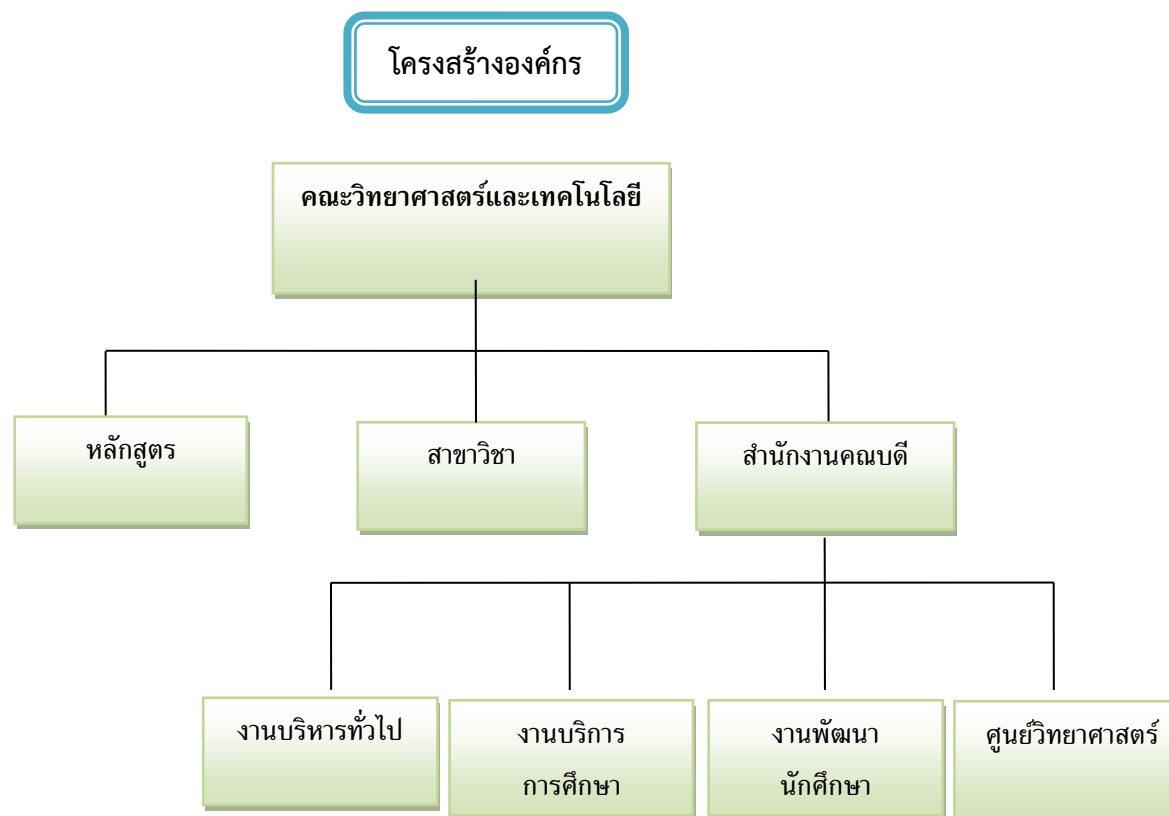 โครงสร้างองค์กร
คณะวิทยาศาสตร์และเทคโนโลยี
หลักสูตร
สาขาวิชา
สำนักงานคณบดี
งานบริหารทั่วไป
งานบริการ
การศึกษา
งานพัฒนา
นักศึกษา
ศูนย์วิทยาศาสตร์